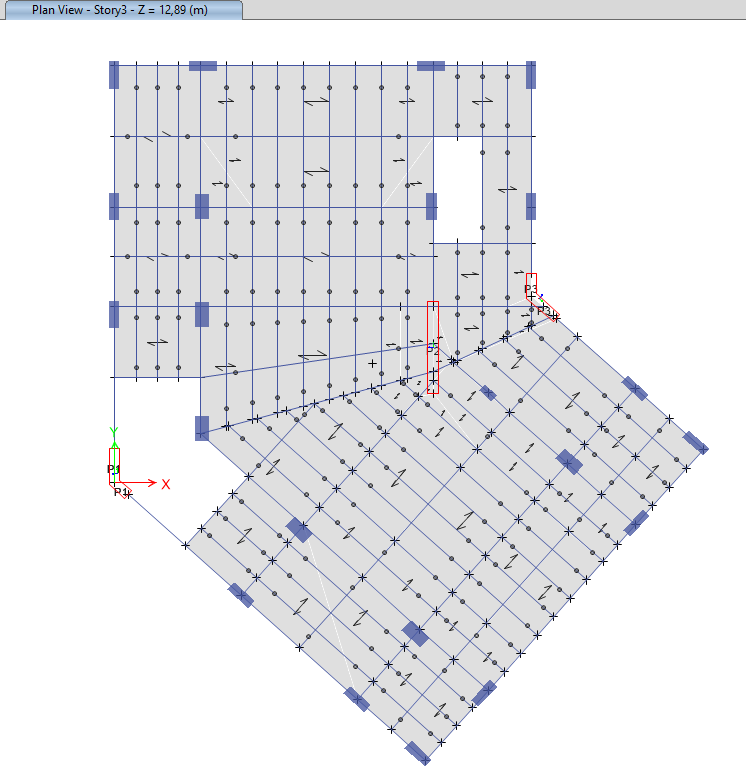 Plan View - Story3 - Z = 12,89 (m)
P3
P3
P2
Y
P1
X
P1